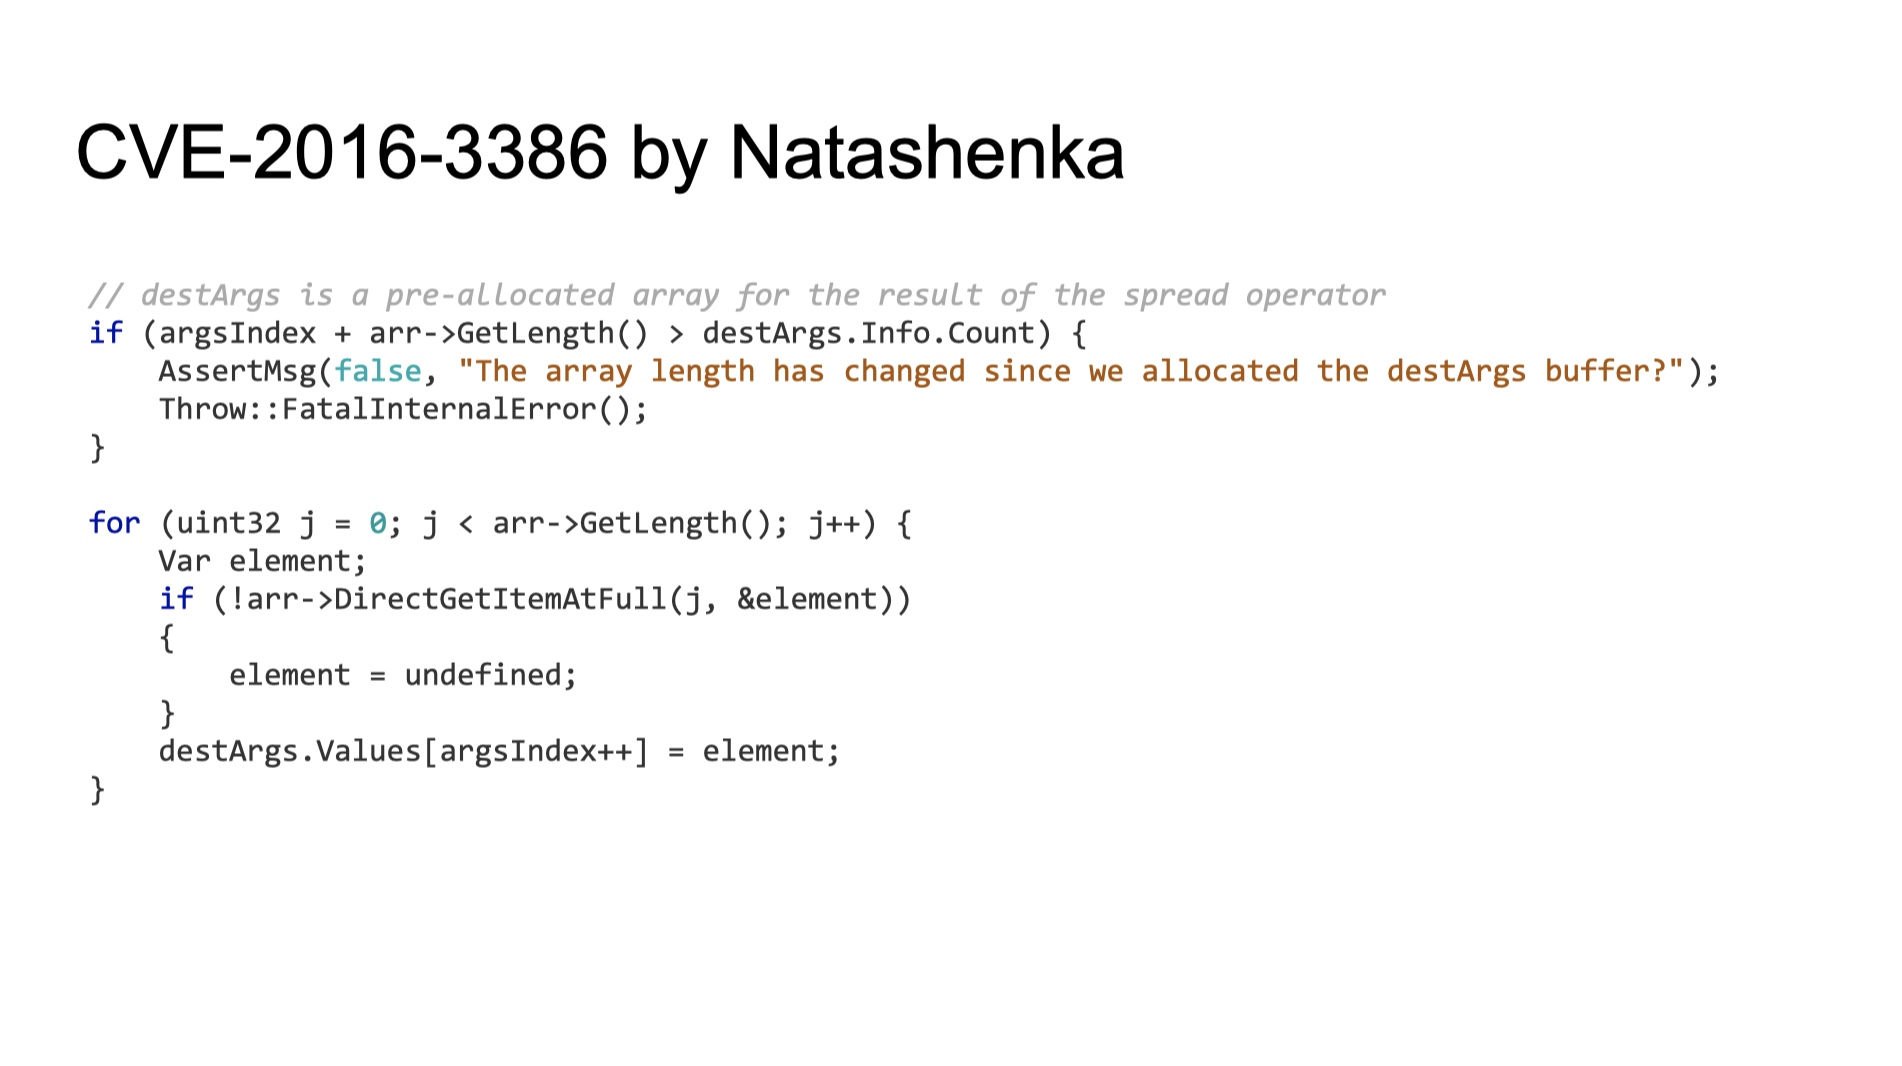 CVE-2016-3386 by Natashenka
// destArgs is a pre-allocated array for the result of the spread operator
if (argsIndex + arr->GetLength() > destArgs.Info.Count) {
    AssertMsg(false, "The array length has changed since we allocated the destArgs buffer?");
    Throw::FatalInternalError();
}
for (uint32 j = 0; j < arr->GetLength(); j++) {
    Var element;
    if (!arr->DirectGetItemAtFull(j, &element))
    {
        element = undefined;
    }
    destArgs.Values[argsIndex++] = element;
}